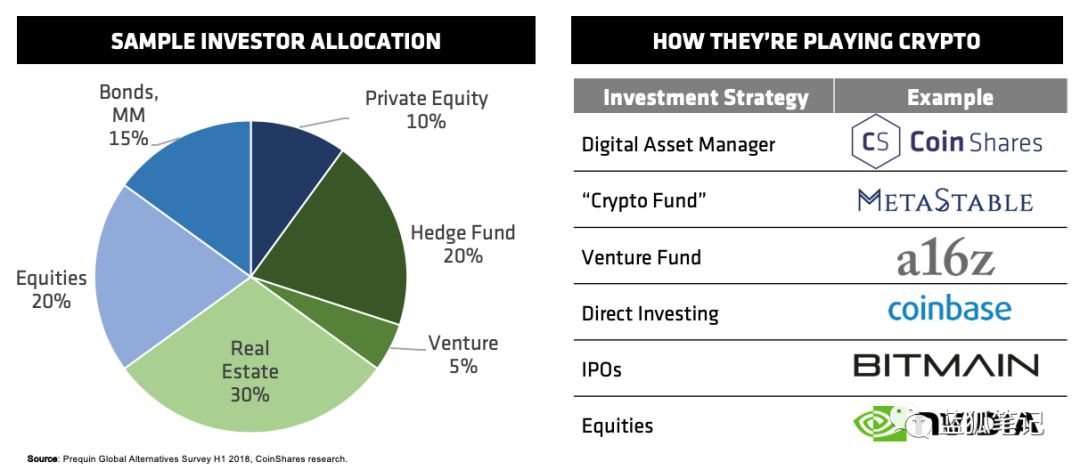 SAMPLE INVESTOR ALLOCATION
Bonds,
MM
15%
Private Equity
10%
Hedge Fund
20%
Venture
5%
Real
Estate
30%
Equities
20%
Source: Prequin Global Alternatives Survey H1 2018, CoinShares research.
HOW THEY’RE PLAYING CRYPTO
Investment Strategy Example
Digital Asset Manager CS CoinShares
“Crypto Fund” METASTABLE
Venture Fund a16z
Direct Investing coinbase
IPOs BITMAIN
Equities 蓝狐笔记